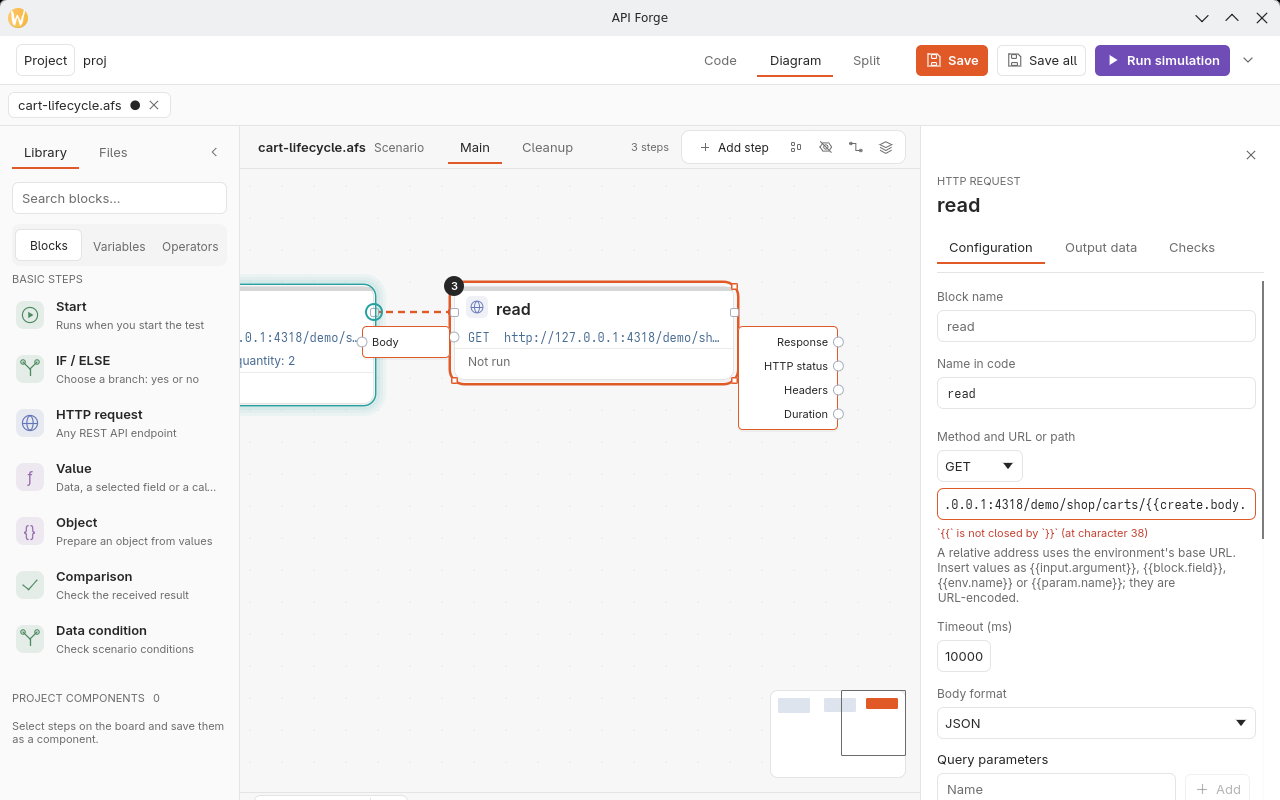 API Forge
Project proj
Code Diagram Split
Save Save all Run simulation
cart-lifecycle.afs
Library Files
Search blocks...
Blocks Variables Operators
BASIC STEPS
Start
Runs when you start the test
IF / ELSE
Choose a branch: yes or no
HTTP request
Any REST API endpoint
Value
Data, a selected field or a cal...
Object
Prepare an object from values
Comparison
Check the received result
Data condition
Check scenario conditions
PROJECT COMPONENTS 0
Select steps on the board and save them
as a component.
cart-lifecycle.afs Scenario Main Cleanup 3 steps Add step
.0.0.1:4318/demo/s...
quantity: 2
Body
3
read
GET http://127.0.0.1:4318/demo/sh...
Not run
Response
HTTP status
Headers
Duration
HTTP REQUEST
read
Configuration Output data Checks
Block name
read
Name in code
read
Method and URL or path
GET
.0.0.1:4318/demo/shop/carts/{{create.body.
`{{` is not closed by `}}` (at character 38)
A relative address uses the environment's base URL.
Insert values as {{input.argument}}, {{block.field}},
{{env.name}} or {{param.name}}; they are
URL-encoded.
Timeout (ms)
10000
Body format
JSON
Query parameters
Name Add